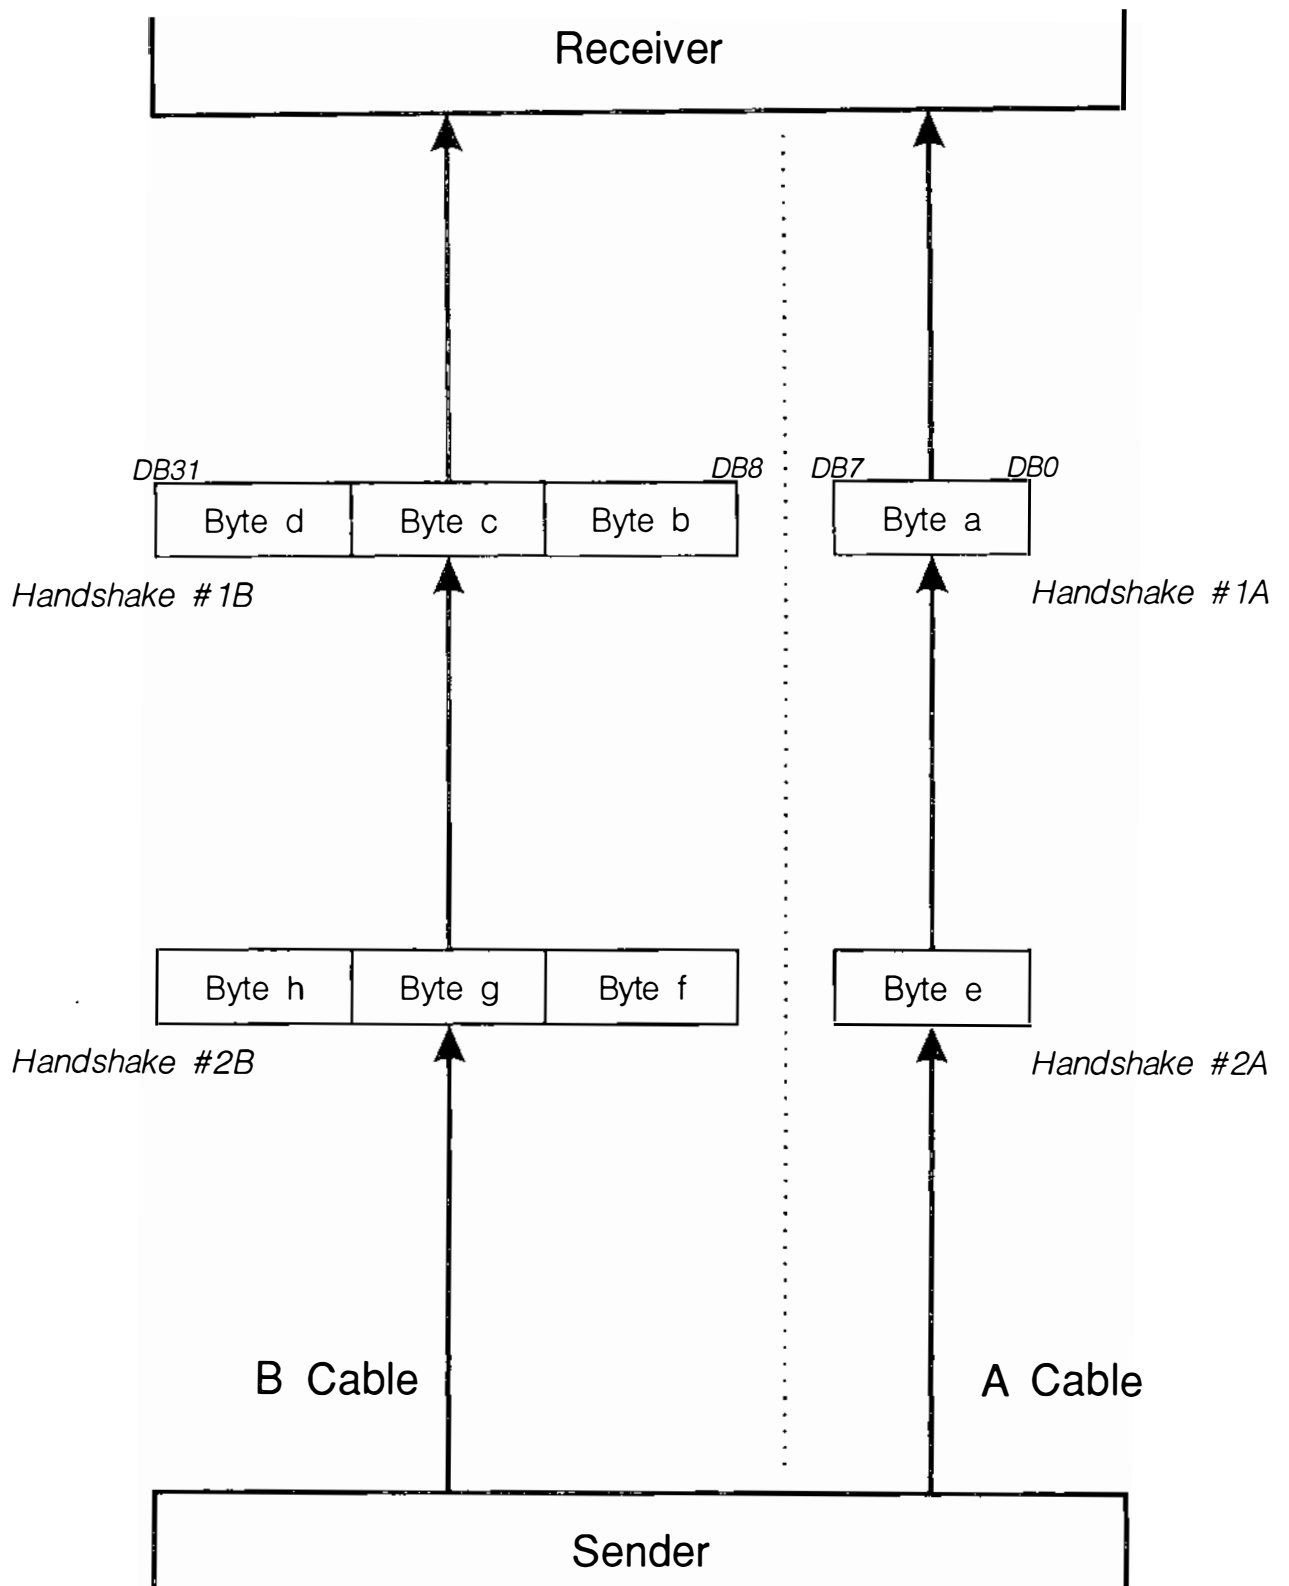 Receiver
DB31 DB8 DB7 DB0
Byte d Byte c Byte b Byte a
Handshake #1B Handshake #1A
Byte h Byte g Byte f Byte e
Handshake #2B Handshake #2A
B Cable A Cable
Sender